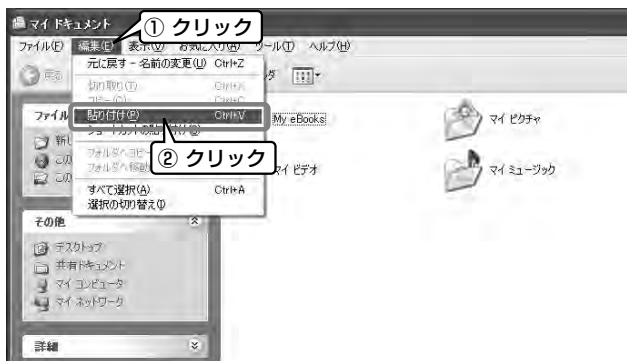 マイ ドキュメント
① クリック
ファイル(F) 編集(E) 表示(V) お気に入り(A) ツール(T) ヘルプ(H)
元に戻す - 名前の変更(U) Ctrl+Z
戻る
切り取り(T) Ctrl+X
コピー(C) Ctrl+C
貼り付け(P) Ctrl+V
② クリック
すべて選択(A) Ctrl+A
選択の切り替え(I)
My eBooks
マイ ピクチャ
マイ ビデオ
マイ ミュージック
その他
デスクトップ
共有ドキュメント
マイ コンピュータ
マイ ネットワーク
詳細